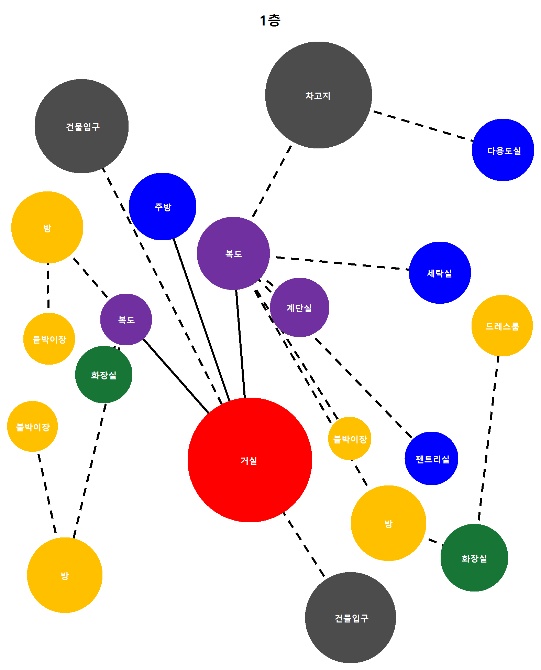 1층
차고지
건물입구
다용도실
주방
방
복도
세탁실
계단실
복도
드레스룸
붙박이장
화장실
붙박이장
붙박이장
거실
팬트리실
방
화장실
방
건물입구